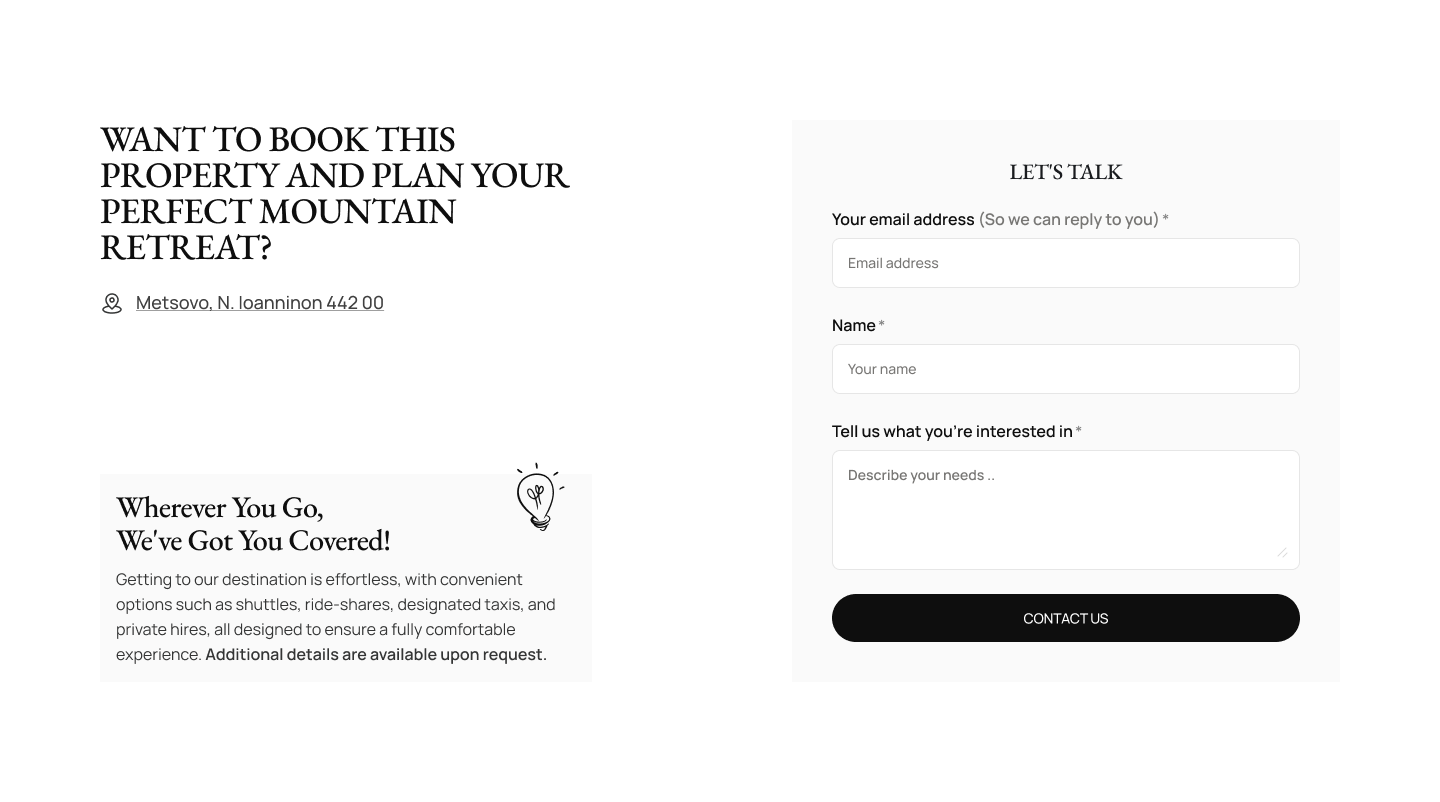 WANT TO BOOK THIS
PROPERTY AND PLAN YOUR
PERFECT MOUNTAIN
RETREAT?
Metsovo, N. Ioanninon 442 00
Wherever You Go,
We've Got You Covered!
Getting to our destination is effortless, with convenient
options such as shuttles, ride-shares, designated taxis, and
private hires, all designed to ensure a fully comfortable
experience. Additional details are available upon request.
LET'S TALK
Your email address (So we can reply to you) *
Email address
Name *
Your name
Tell us what you're interested in *
Describe your needs ..
CONTACT US